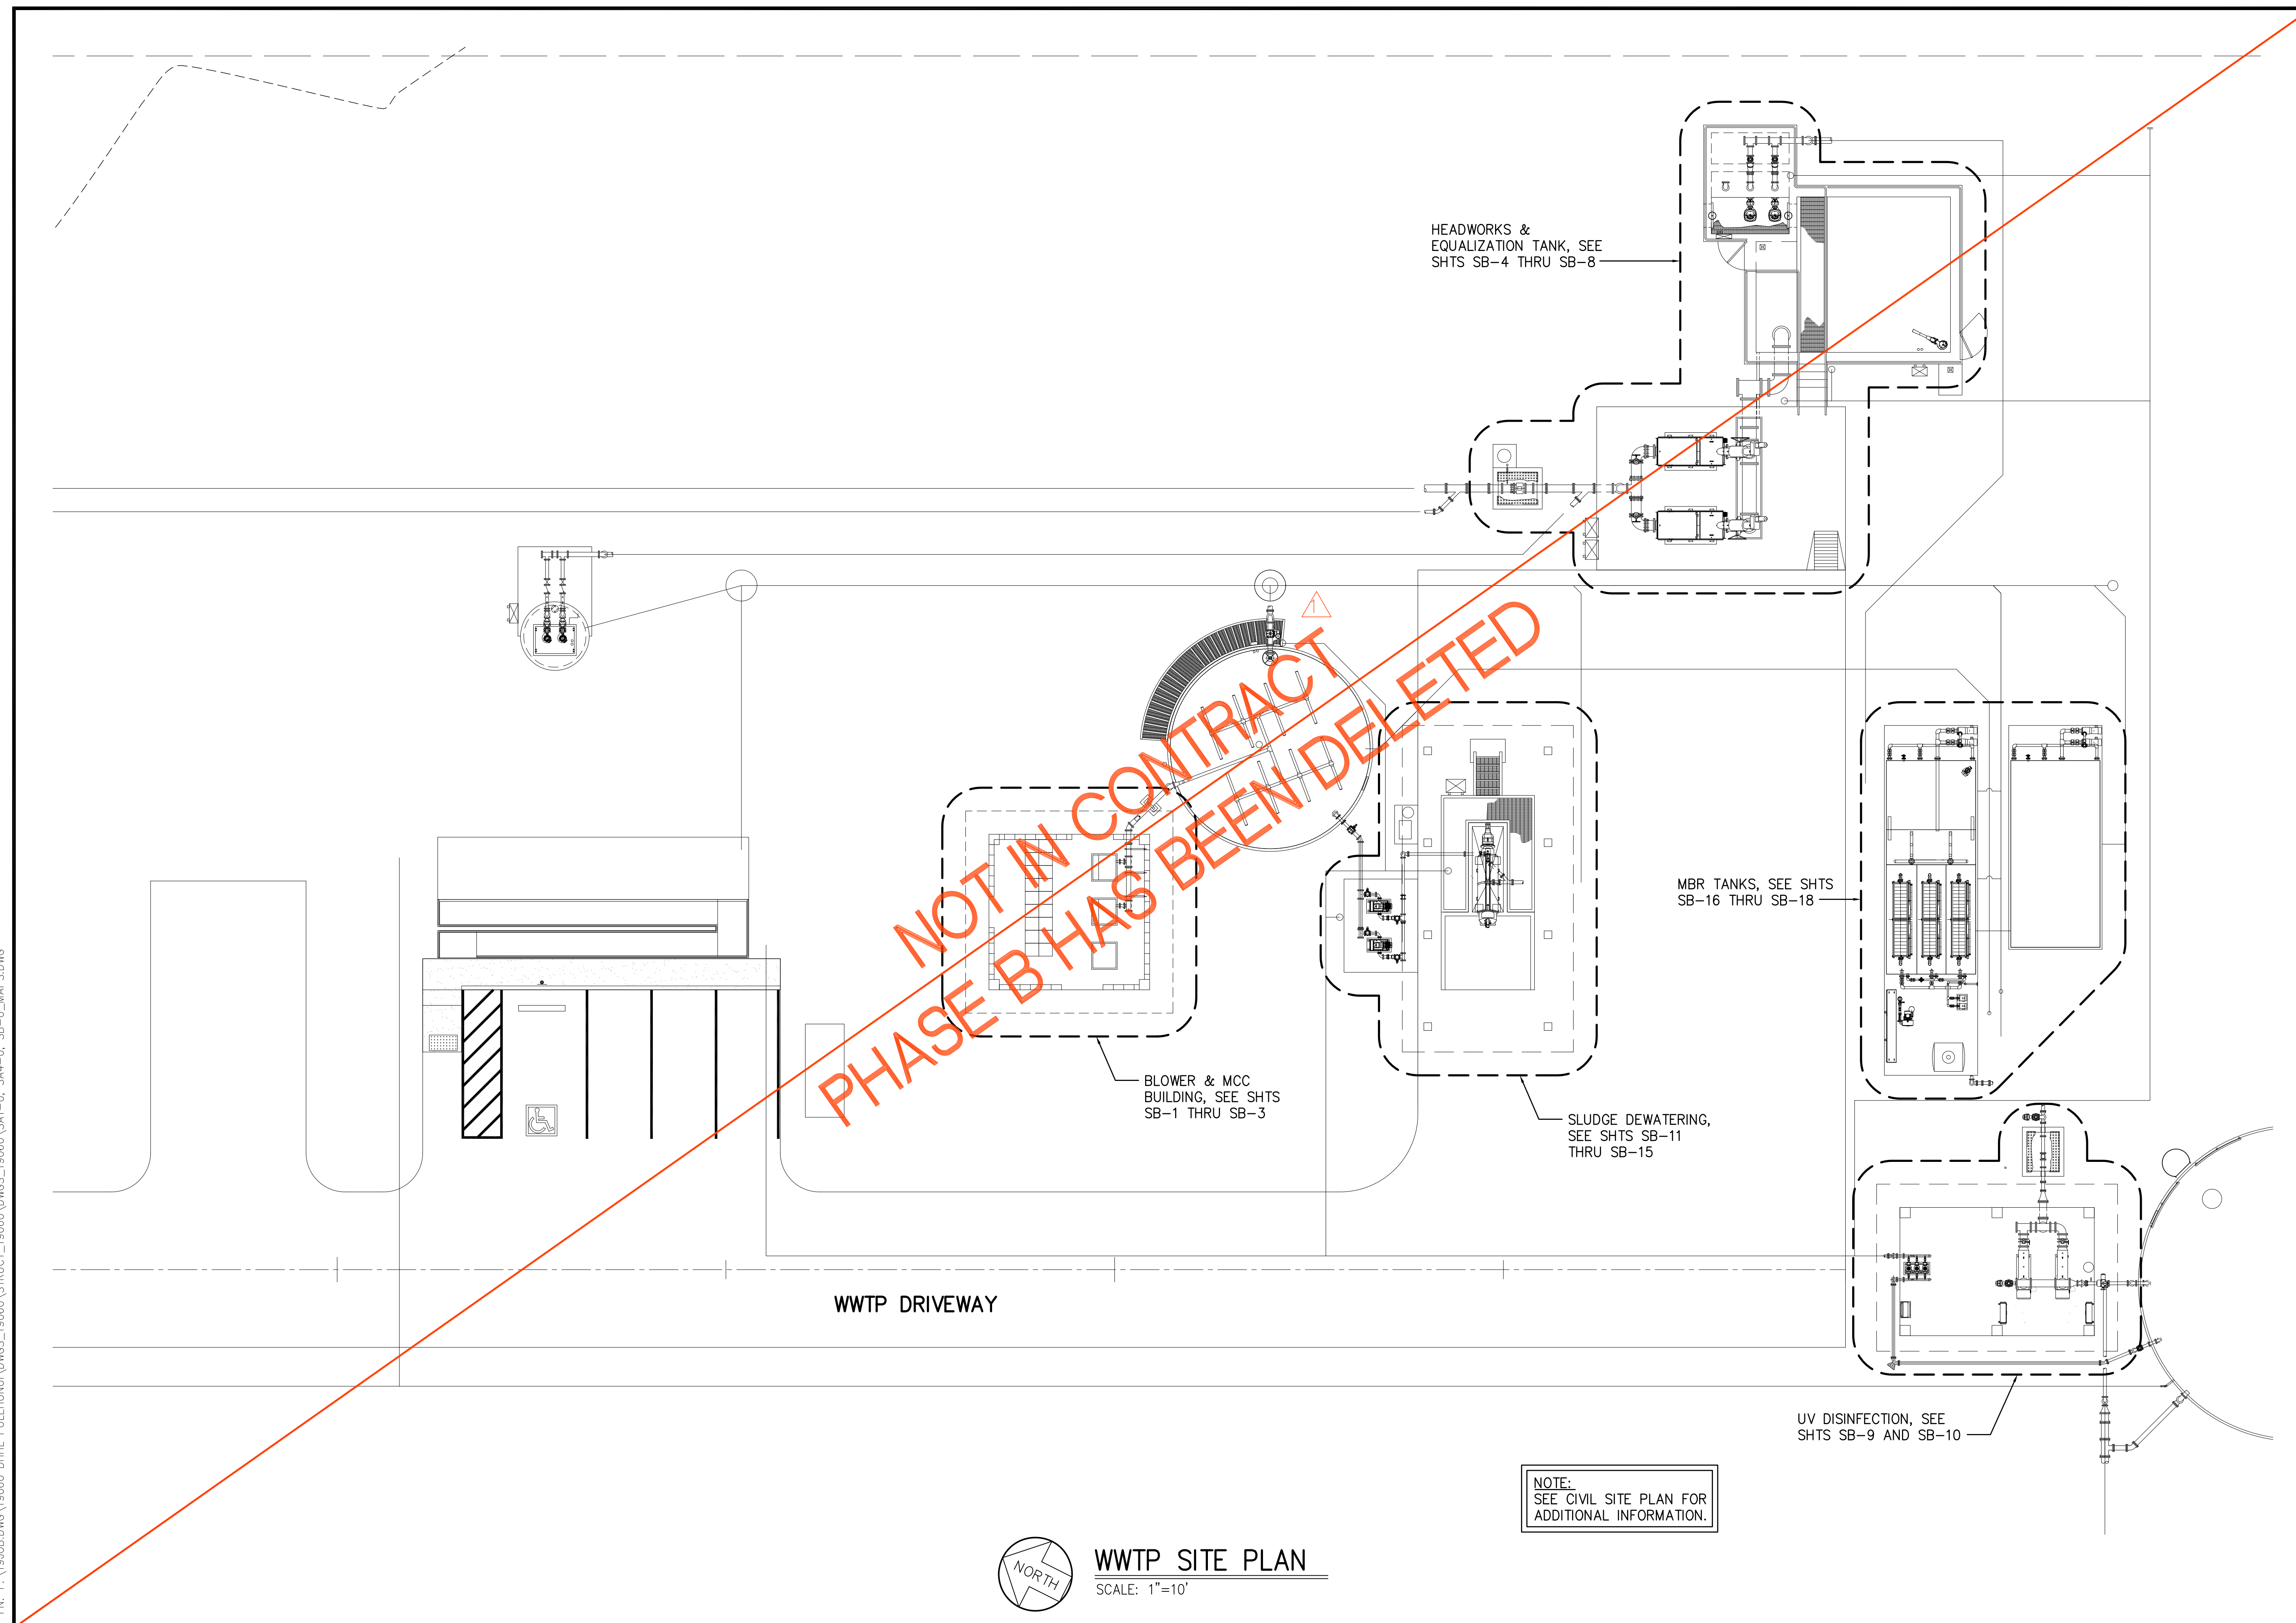 HEADWORKS &
EQUALIZATION TANK, SEE
SHTS SB-4 THRU SB-8
1
NOT IN CONTRACT
PHASE B HAS BEEN DELETED
MBR TANKS, SEE SHTS
SB-16 THRU SB-18
BLOWER & MCC
BUILDING, SEE SHTS
SB-1 THRU SB-3
SLUDGE DEWATERING,
SEE SHTS SB-11
THRU SB-15
WWTP DRIVEWAY
UV DISINFECTION, SEE
SHTS SB-9 AND SB-10
NOTE:
SEE CIVIL SITE PLAN FOR
ADDITIONAL INFORMATION.
NORTH
WWTP SITE PLAN
SCALE: 1"=10'